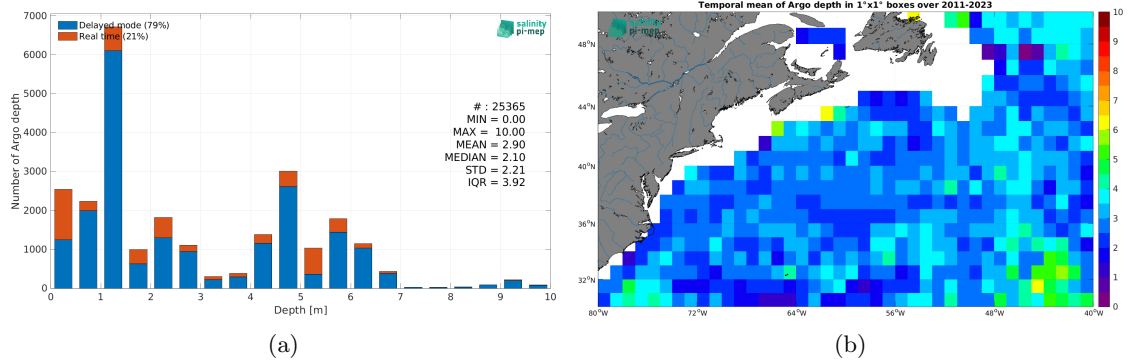 Delayed mode (79%)
Real time (21%)
salinity
pi-mep
# : 25365
MIN = 0.00
MAX = 10.00
MEAN = 2.90
MEDIAN = 2.10
STD = 2.21
IQR = 3.92
Number of Argo depth
7000
6000
5000
4000
3000
2000
1000
0
0 1 2 3 4 5 6 7 8 9 10
Depth [m]
(a)
Temporal mean of Argo depth in 1°x1° boxes over 2011-2023
salinity
pi-mep
48°N
44°N
40°N
36°N
32°N
80°W 72°W 64°W 56°W 48°W 40°W
10
9
8
7
6
5
4
3
2
1
0
(b)